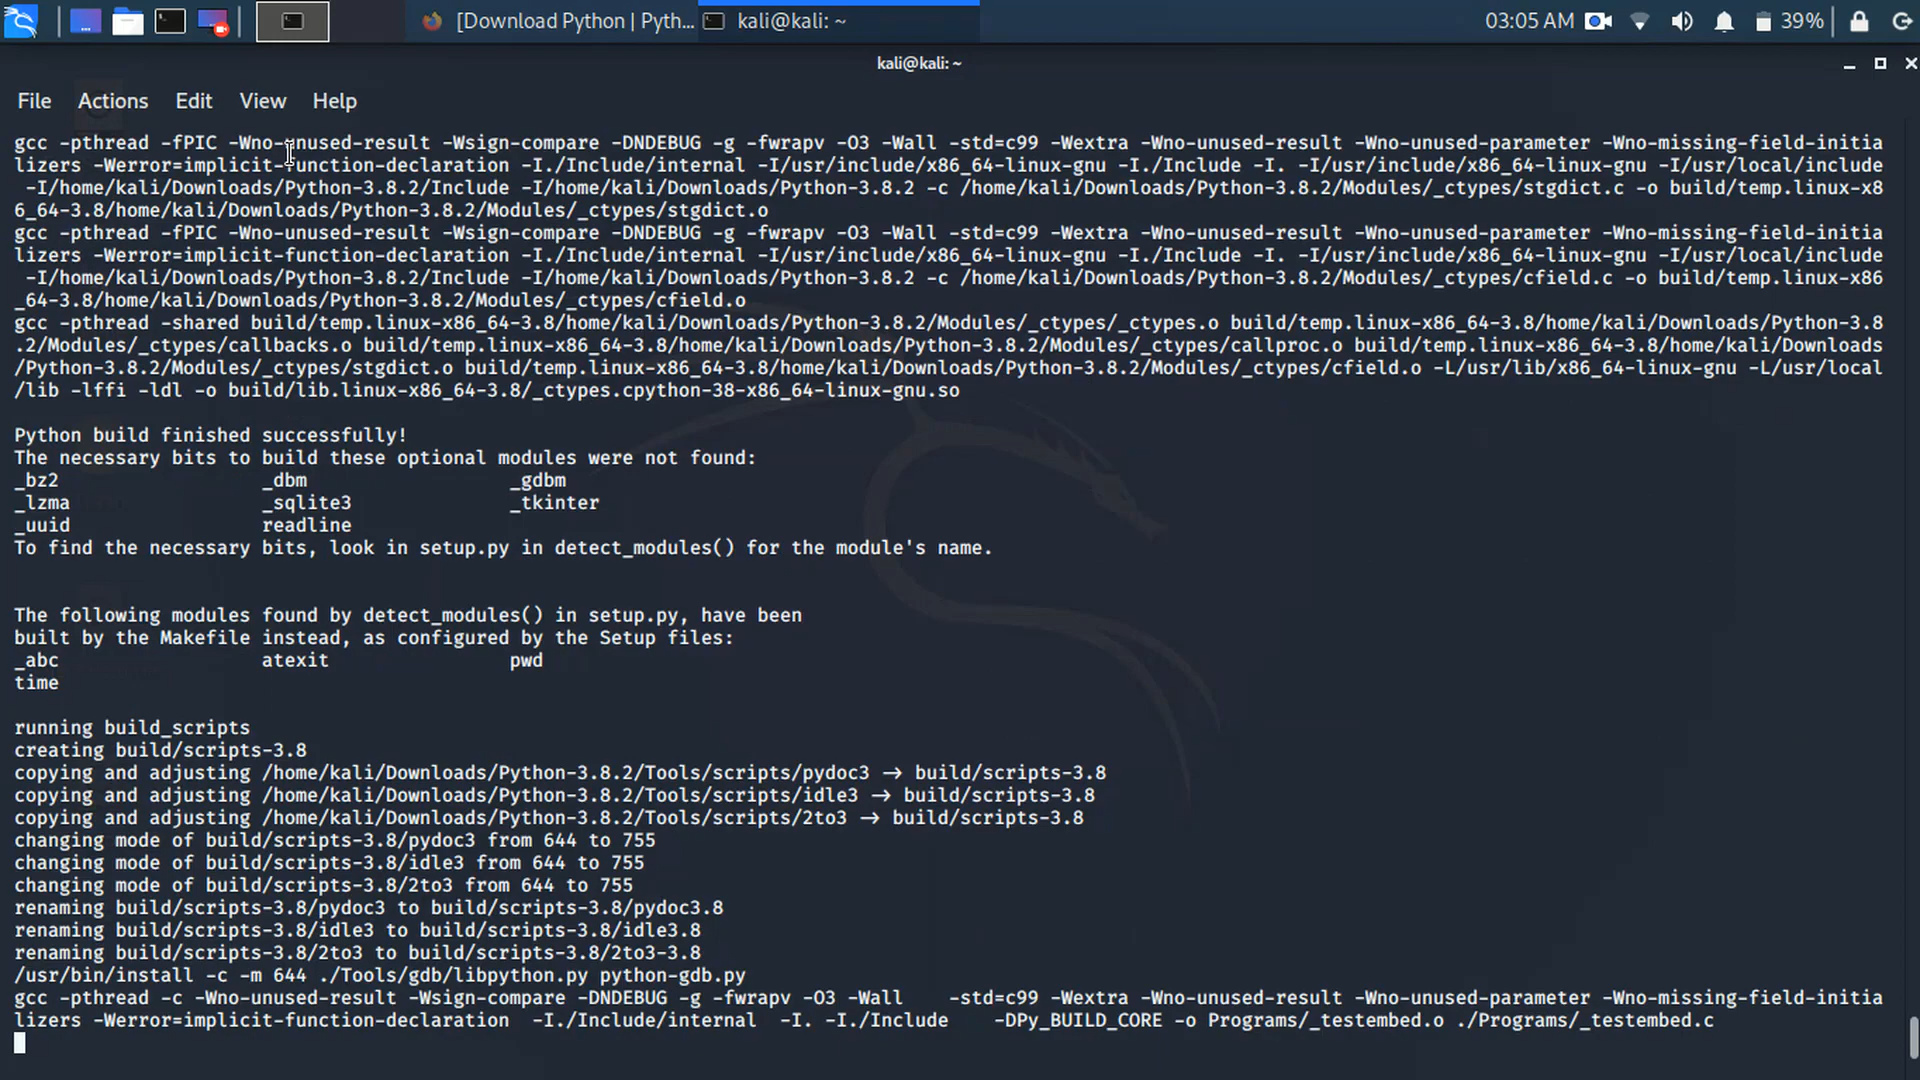 [Download Python | Pyth...
kali@kali: ~
03:05 AM
39%
kali@kali: ~
File Actions Edit View Help
gcc -pthread -fPIC -Wno-unused-result -Wsign-compare -DNDEBUG -g -fwrapv -O3 -Wall -std=c99 -Wextra -Wno-unused-result -Wno-unused-parameter -Wno-missing-field-initia
lizers -Werror=implicit-function-declaration -I./Include/internal -I/usr/include/x86_64-linux-gnu -I./Include -I. -I/usr/include/x86_64-linux-gnu -I/usr/local/include
-I/home/kali/Downloads/Python-3.8.2/Include -I/home/kali/Downloads/Python-3.8.2 -c /home/kali/Downloads/Python-3.8.2/Modules/_ctypes/stgdict.c -o build/temp.linux-x8
6_64-3.8/home/kali/Downloads/Python-3.8.2/Modules/_ctypes/stgdict.o
gcc -pthread -fPIC -Wno-unused-result -Wsign-compare -DNDEBUG -g -fwrapv -O3 -Wall -std=c99 -Wextra -Wno-unused-result -Wno-unused-parameter -Wno-missing-field-initia
lizers -Werror=implicit-function-declaration -I./Include/internal -I/usr/include/x86_64-linux-gnu -I./Include -I. -I/usr/include/x86_64-linux-gnu -I/usr/local/include
-I/home/kali/Downloads/Python-3.8.2/Include -I/home/kali/Downloads/Python-3.8.2 -c /home/kali/Downloads/Python-3.8.2/Modules/_ctypes/cfield.c -o build/temp.linux-x86
_64-3.8/home/kali/Downloads/Python-3.8.2/Modules/_ctypes/cfield.o
gcc -pthread -shared build/temp.linux-x86_64-3.8/home/kali/Downloads/Python-3.8.2/Modules/_ctypes/_ctypes.o build/temp.linux-x86_64-3.8/home/kali/Downloads/Python-3.8
.2/Modules/_ctypes/callbacks.o build/temp.linux-x86_64-3.8/home/kali/Downloads/Python-3.8.2/Modules/_ctypes/callproc.o build/temp.linux-x86_64-3.8/home/kali/Downloads
/Python-3.8.2/Modules/_ctypes/stgdict.o build/temp.linux-x86_64-3.8/home/kali/Downloads/Python-3.8.2/Modules/_ctypes/cfield.o -L/usr/lib/x86_64-linux-gnu -L/usr/local
/lib -lffi -ldl -o build/lib.linux-x86_64-3.8/_ctypes.cpython-38-x86_64-linux-gnu.so
Python build finished successfully!
The necessary bits to build these optional modules were not found:
_bz2 _dbm _gdbm
_lzma _sqlite3 _tkinter
_uuid readline
To find the necessary bits, look in setup.py in detect_modules() for the module's name.
The following modules found by detect_modules() in setup.py, have been
built by the Makefile instead, as configured by the Setup files:
_abc atexit pwd
time
running build_scripts
creating build/scripts-3.8
copying and adjusting /home/kali/Downloads/Python-3.8.2/Tools/scripts/pydoc3 → build/scripts-3.8
copying and adjusting /home/kali/Downloads/Python-3.8.2/Tools/scripts/idle3 → build/scripts-3.8
copying and adjusting /home/kali/Downloads/Python-3.8.2/Tools/scripts/2to3 → build/scripts-3.8
changing mode of build/scripts-3.8/pydoc3 from 644 to 755
changing mode of build/scripts-3.8/idle3 from 644 to 755
changing mode of build/scripts-3.8/2to3 from 644 to 755
renaming build/scripts-3.8/pydoc3 to build/scripts-3.8/pydoc3.8
renaming build/scripts-3.8/idle3 to build/scripts-3.8/idle3.8
renaming build/scripts-3.8/2to3 to build/scripts-3.8/2to3-3.8
/usr/bin/install -c -m 644 ./Tools/gdb/libpython.py python-gdb.py
gcc -pthread -c -Wno-unused-result -Wsign-compare -DNDEBUG -g -fwrapv -O3 -Wall -std=c99 -Wextra -Wno-unused-result -Wno-unused-parameter -Wno-missing-field-initia
lizers -Werror=implicit-function-declaration -I./Include/internal -I. -I./Include -DPy_BUILD_CORE -o Programs/_testembed.o ./Programs/_testembed.c